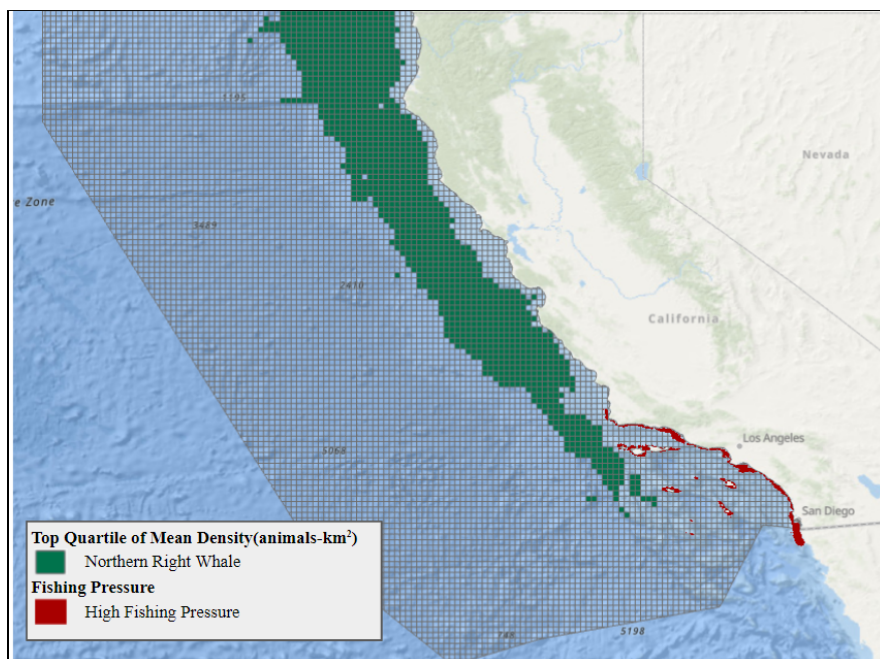 1195
Nevada
e Zone
3489
2410
California
5068
Los Angeles
San Diego
Top Quartile of Mean Density(animals-km²)
Northern Right Whale
Fishing Pressure
High Fishing Pressure
5198